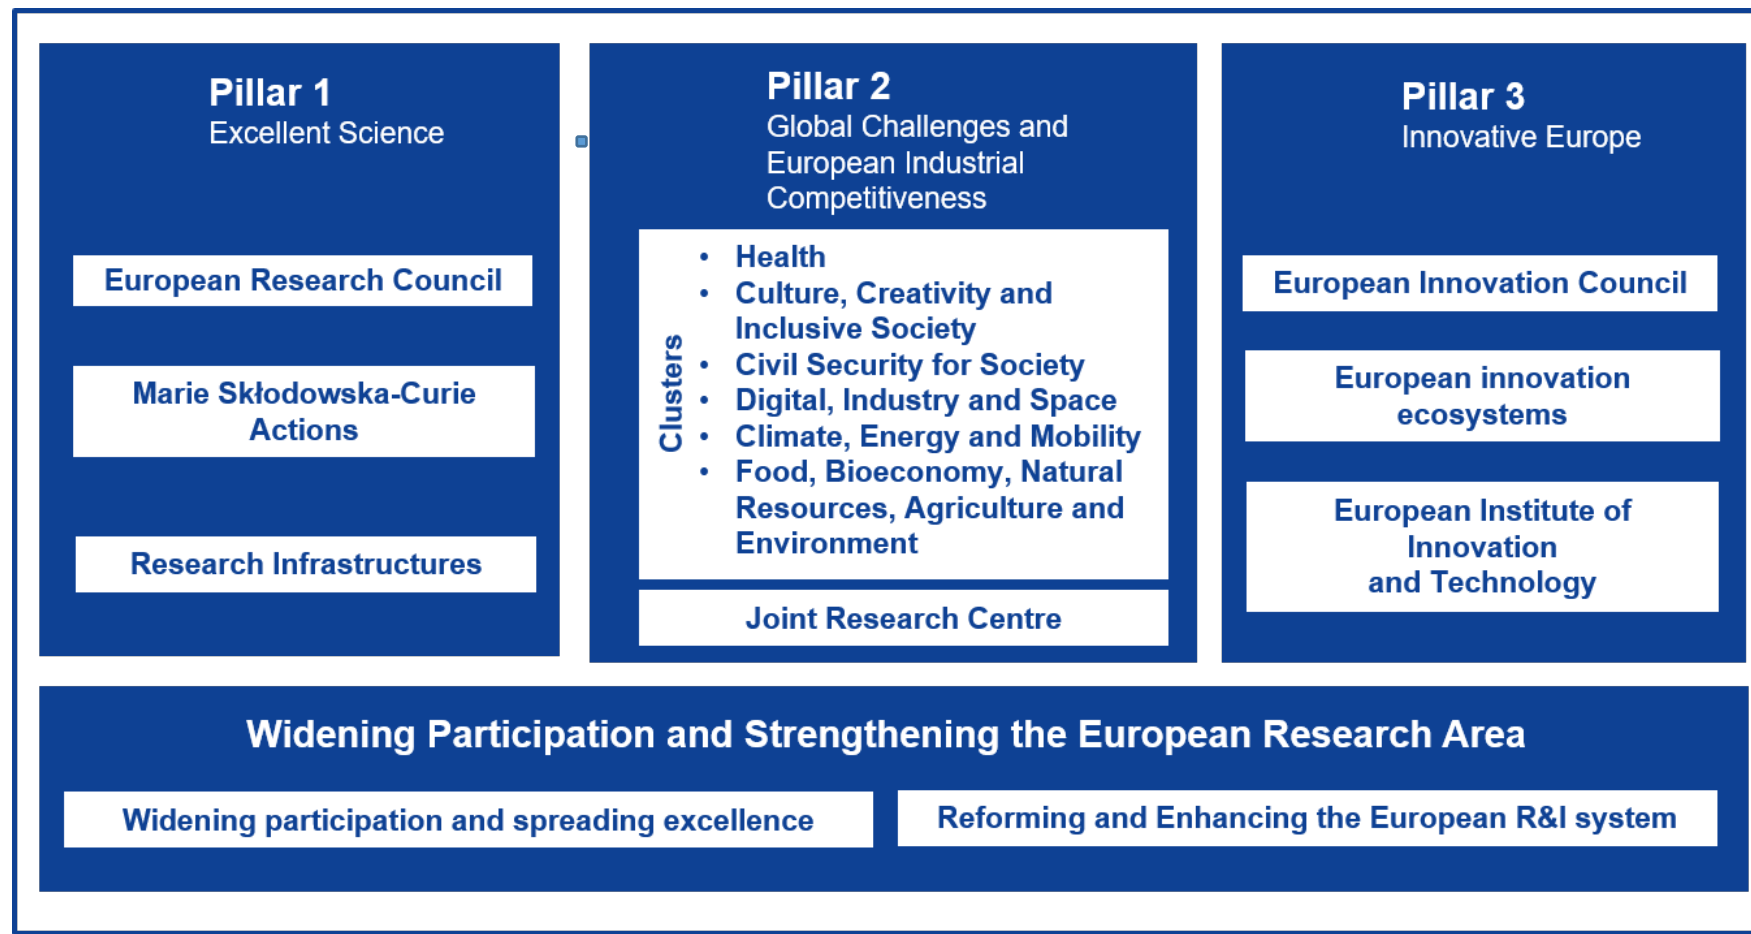 Pillar 1
Excellent Science
European Research Council
Marie Skłodowska-Curie
Actions
Research Infrastructures
Pillar 2
Global Challenges and
European Industrial
Competitiveness
Clusters
• Health
• Culture, Creativity and
Inclusive Society
• Civil Security for Society
• Digital, Industry and Space
• Climate, Energy and Mobility
• Food, Bioeconomy, Natural
Resources, Agriculture and
Environment
Joint Research Centre
Pillar 3
Innovative Europe
European Innovation Council
European innovation
ecosystems
European Institute of
Innovation
and Technology
Widening Participation and Strengthening the European Research Area
Widening participation and spreading excellence
Reforming and Enhancing the European R&I system